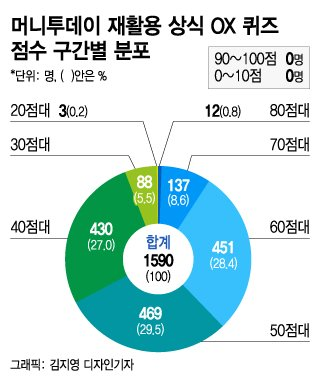 머니투데이 재활용 상식 OX 퀴즈
점수 구간별 분포
*단위: 명, ( )안은 %
90～100점 0명
0～10점 0명
20점대 3(0.2)
12(0.8) 80점대
30점대
70점대
88
(5.5)
137
(8.6)
40점대
60점대
430
(27.0)
합계
1590
(100)
451
(28.4)
469
(29.5)
50점대
그래픽: 김지영 디자인기자